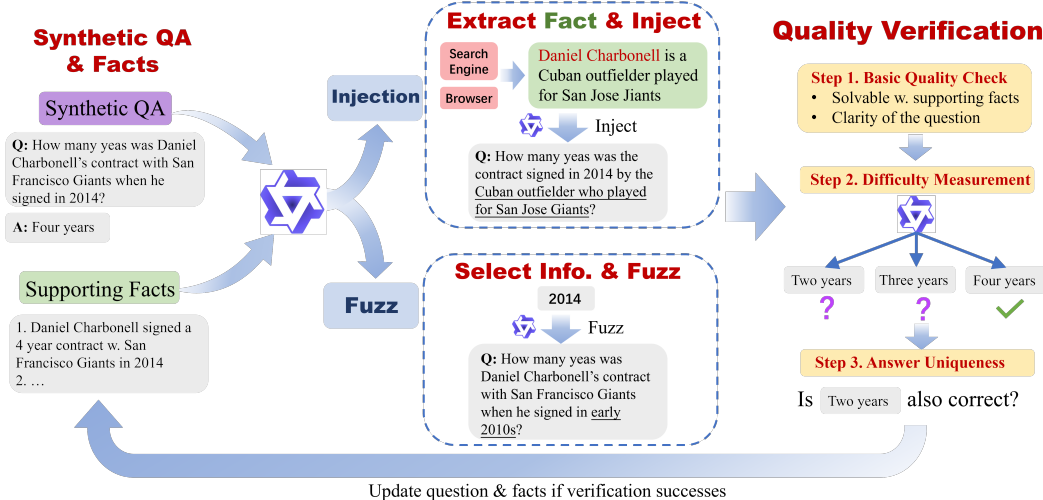 Synthetic QA
& Facts
Synthetic QA
Q: How many yeas was Daniel
Charbonell's contract with San
Francisco Giants when he
signed in 2014?
A: Four years
Supporting Facts
1. Daniel Charbonell signed a
4 year contract w. San
Francisco Giants in 2014
2. ...
Injection
Fuzz
Extract Fact & Inject
Search
Engine
Browser
Daniel Charbonell is a
Cuban outfielder played
for San Jose Jiants
Inject
Q: How many yeas was the
contract signed in 2014 by the
Cuban outfielder who played
for San Jose Giants?
Select Info. & Fuzz
2014
Fuzz
Q: How many yeas was
Daniel Charbonell's contract
with San Francisco Giants
when he signed in early
2010s?
Quality Verification
Step 1. Basic Quality Check
• Solvable w. supporting facts
• Clarity of the question
Step 2. Difficulty Measurement
Two years
Three years
Four years
?
?
Step 3. Answer Uniqueness
Is Two years also correct?
Update question & facts if verification successes